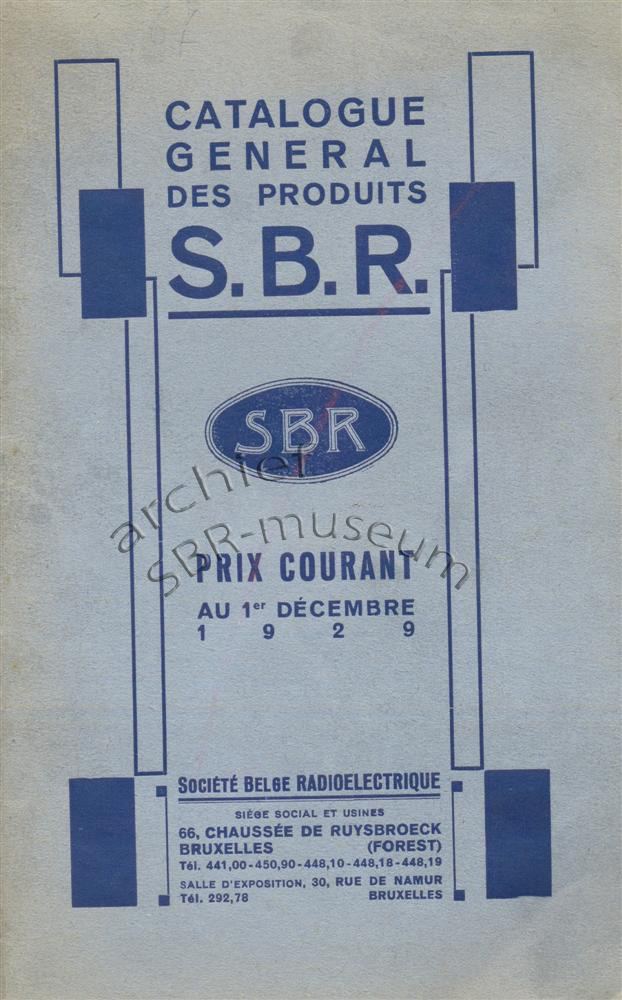 CATALOGUE
GENERAL
DES PRODUITS
S.B.R.
SBR
archief
SBR-museum
PRIX COURANT
AU 1er DÉCEMBRE
1 9 2 9
SOCIÉTÉ BELGE RADIOELECTRIQUE
SIÉGE SOCIAL ET USINES
66, CHAUSSÉE DE RUYSBROECK
BRUXELLES (FOREST)
Tél. 441,00-450,90-448,10-448,18-448,19
SALLE D'EXPOSITION, 30, RUE DE NAMUR
Tél. 292,78 BRUXELLES